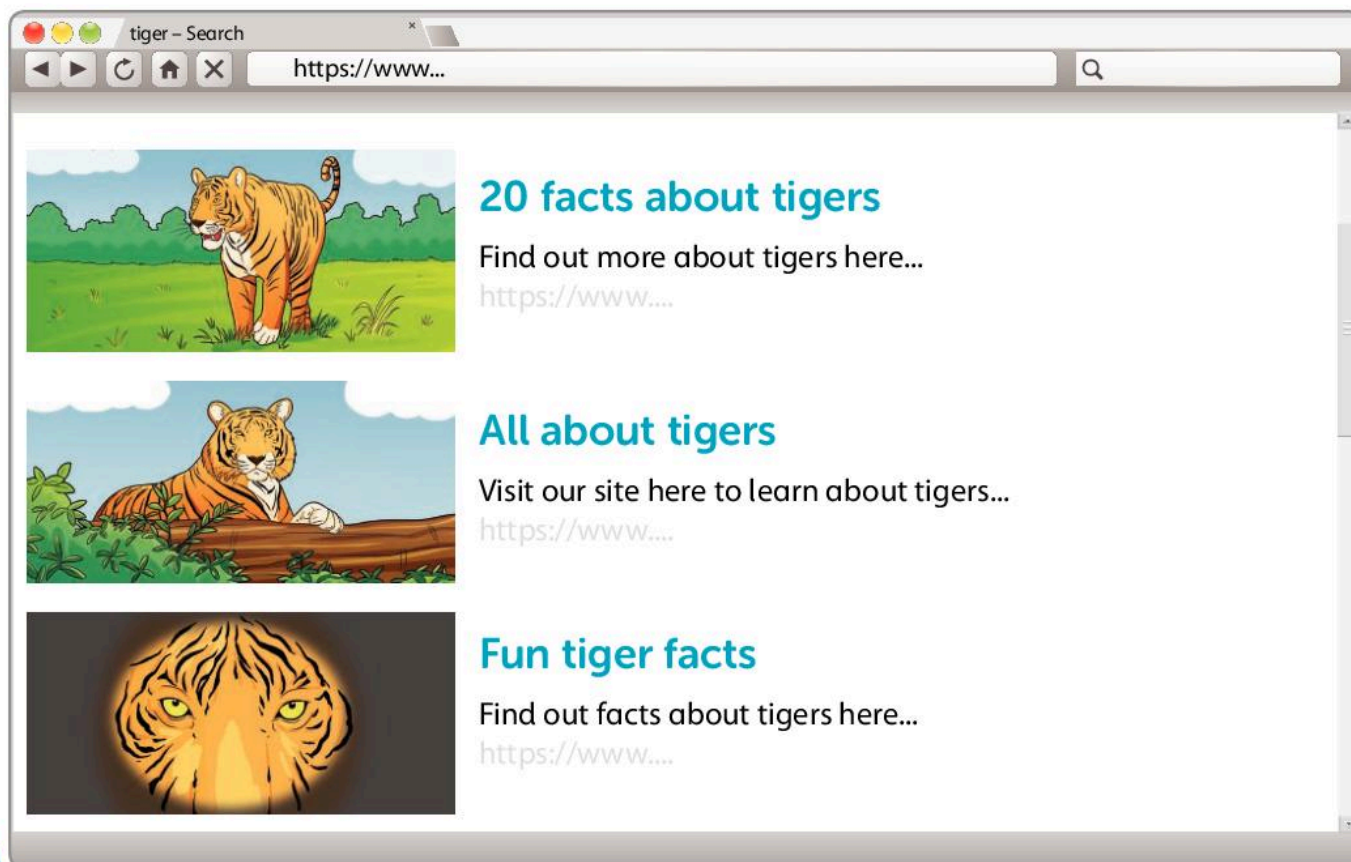 tiger – Search
https://www...
20 facts about tigers
Find out more about tigers here...
https://www....
All about tigers
Visit our site here to learn about tigers...
https://www....
Fun tiger facts
Find out facts about tigers here...
https://www....